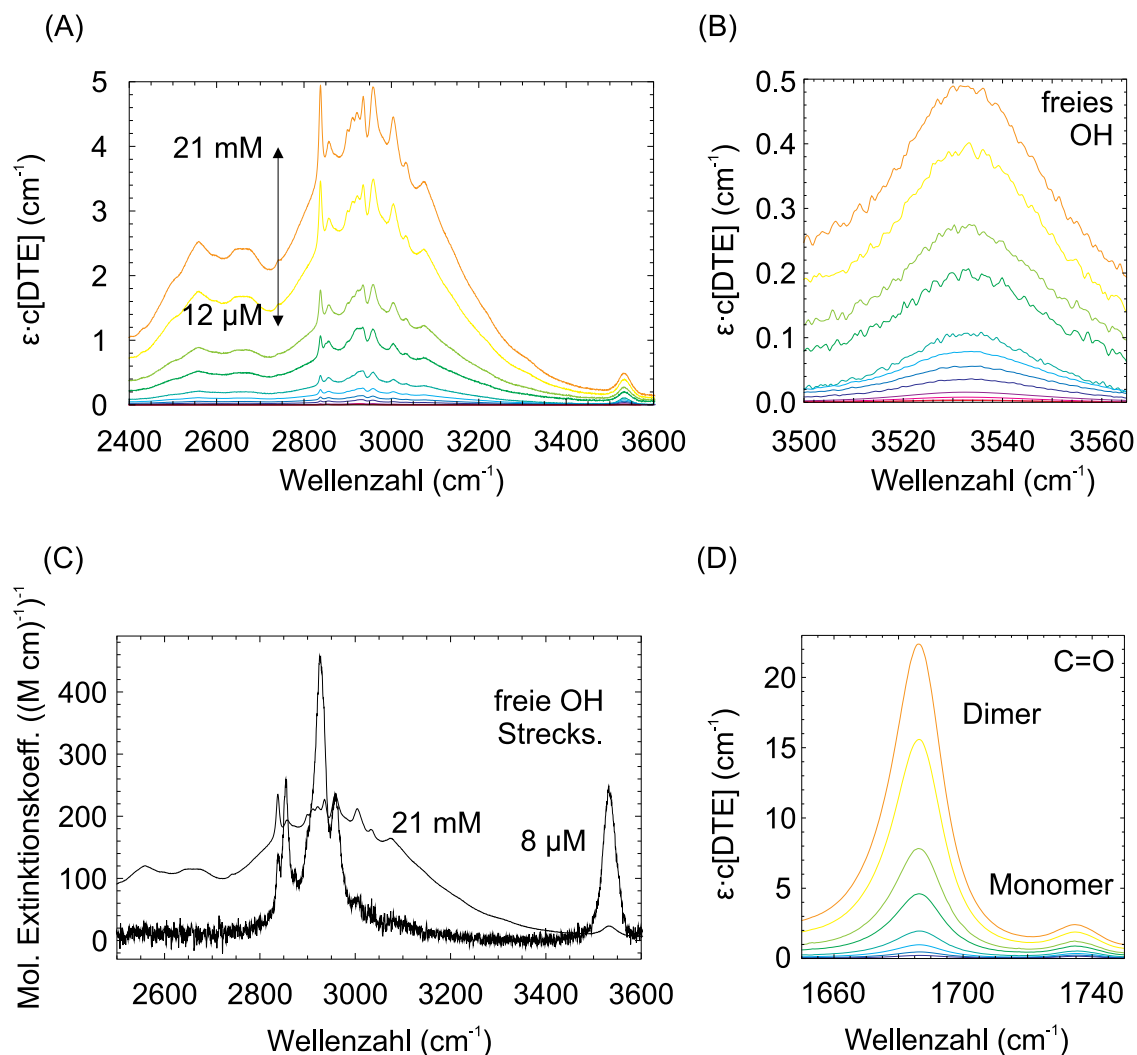 (A)
5
4
3
2
1
0
ε·c[DTE] (cm⁻¹)
21 mM
12 µM
2400 2600 2800 3000 3200 3400 3600
Wellenzahl (cm⁻¹)
(B)
0.5
0.4
0.3
0.2
0.1
0.0
ε·c[DTE] (cm⁻¹)
freies
OH
3500 3520 3540 3560
Wellenzahl (cm⁻¹)
(C)
400
300
200
100
0
Mol. Extinktionskoeff. ((M cm)⁻¹)⁻¹
freie OH
Strecks.
21 mM
8 µM
2600 2800 3000 3200 3400 3600
Wellenzahl (cm⁻¹)
(D)
20
15
10
5
0
ε·c[DTE] (cm⁻¹)
C=O
Dimer
Monomer
1660 1700 1740
Wellenzahl (cm⁻¹)